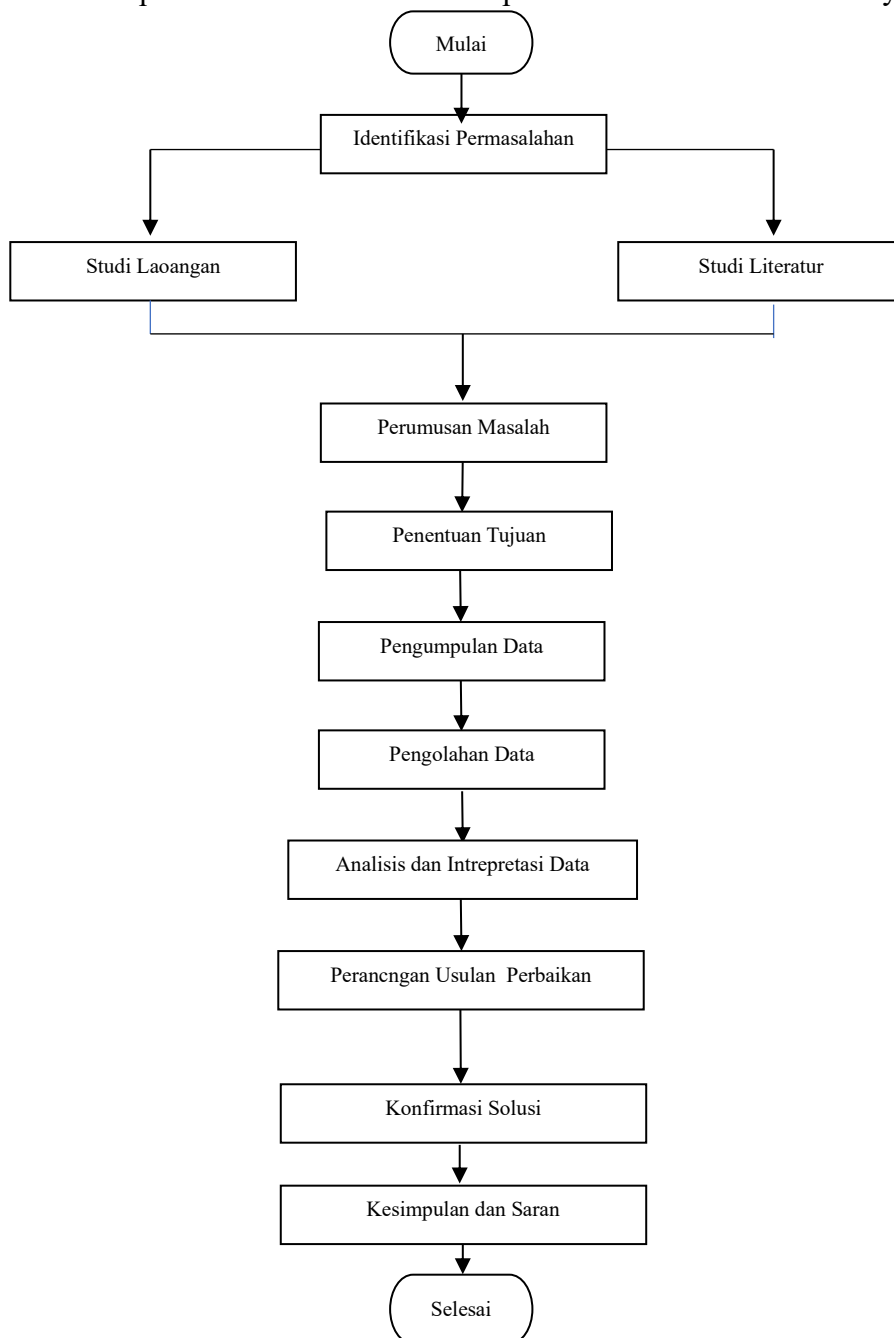 Mulai
Identifikasi Permasalahan
Studi Laoangan
Studi Literatur
Perumusan Masalah
Penentuan Tujuan
Pengumpulan Data
Pengolahan Data
Analisis dan Intrepretasi Data
Perancngan Usulan  Perbaikan
Konfirmasi Solusi
Kesimpulan dan Saran
Selesai